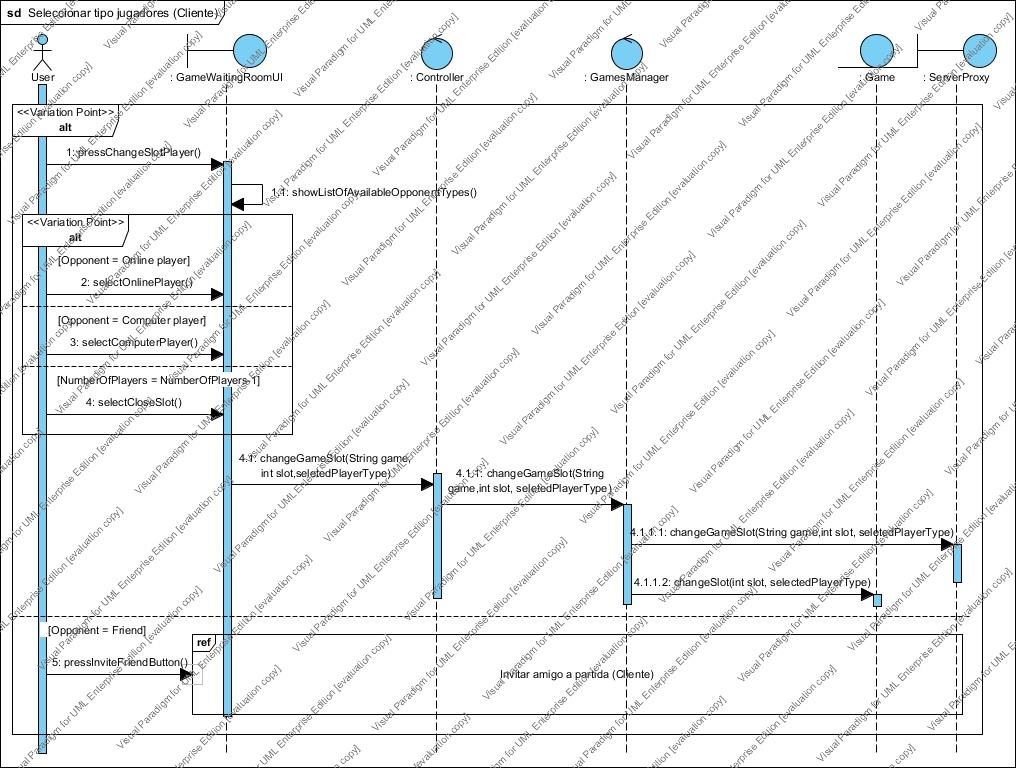 sd Seleccionar tipo jugadores (Cliente)
User
: GameWaitingRoomUI
: Controller
: GamesManager
: Game
: ServerProxy
<<Variation Point>>
alt
1: pressChangeSlotPlayer()
1.1: showListOfAvailableOpponentTypes()
<<Variation Point>>
alt
[Opponent = Online player]
2: selectOnlinePlayer()
[Opponent = Computer player]
3: selectComputerPlayer()
[NumberOfPlayers = NumberOfPlayers-1]
4: selectCloseSlot()
4.1: changeGameSlot(String game,
int slot,seletedPlayerType)
4.1.1: changeGameSlot(String
game,int slot, seletedPlayerType)
4.1.1.1: changeGameSlot(String game,int slot, seletedPlayerType)
4.1.1.2: changeSlot(int slot, selectedPlayerType)
[Opponent = Friend]
ref
5: pressInviteFriendButton()
Invitar amigo a partida (Cliente)
Visual Paradigm for UML Enterprise Edition [evaluation copy]